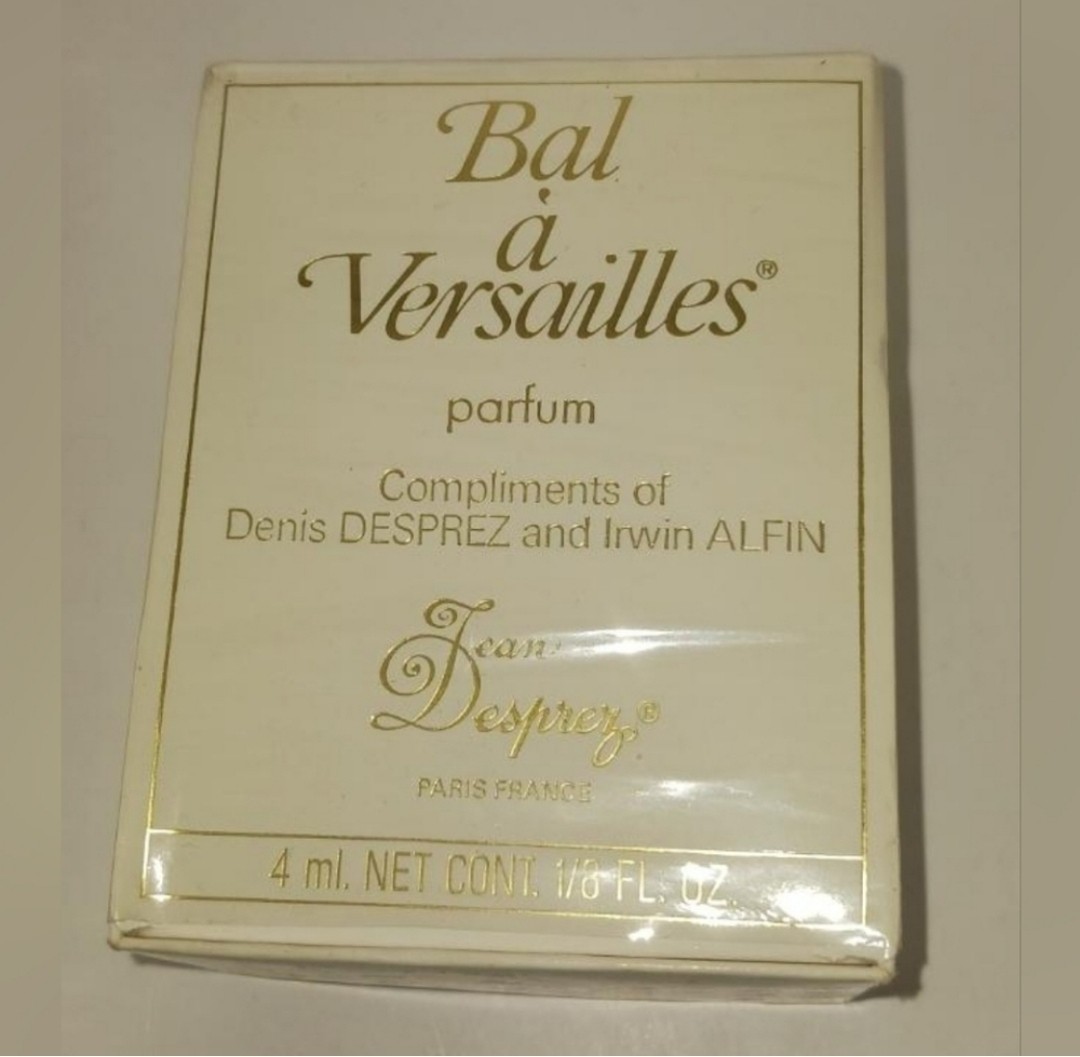 Bal
à
Versailles®
parfum
Compliments of
Denis DESPREZ and Irwin ALFIN
Jean
Desprez®
PARIS FRANCE
4 ml. NET CONT. 1/8 FL. OZ.